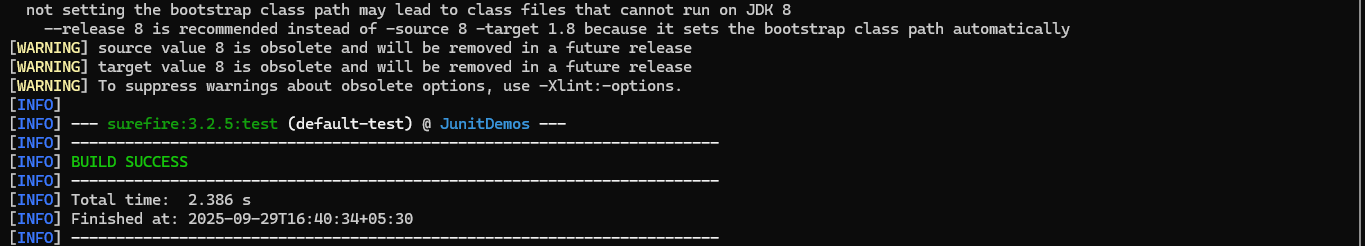 not setting the bootstrap class path may lead to class files that cannot run on JDK 8
--release 8 is recommended instead of -source 8 -target 1.8 because it sets the bootstrap class path automatically
[WARNING] source value 8 is obsolete and will be removed in a future release
[WARNING] target value 8 is obsolete and will be removed in a future release
[WARNING] To suppress warnings about obsolete options, use -Xlint:-options.
[INFO]
[INFO] --- surefire:3.2.5:test (default-test) @ JunitDemos ---
[INFO] ------------------------------------------------------------------------
[INFO] BUILD SUCCESS
[INFO] ------------------------------------------------------------------------
[INFO] Total time:  2.386 s
[INFO] Finished at: 2025-09-29T16:40:34+05:30
[INFO] ------------------------------------------------------------------------